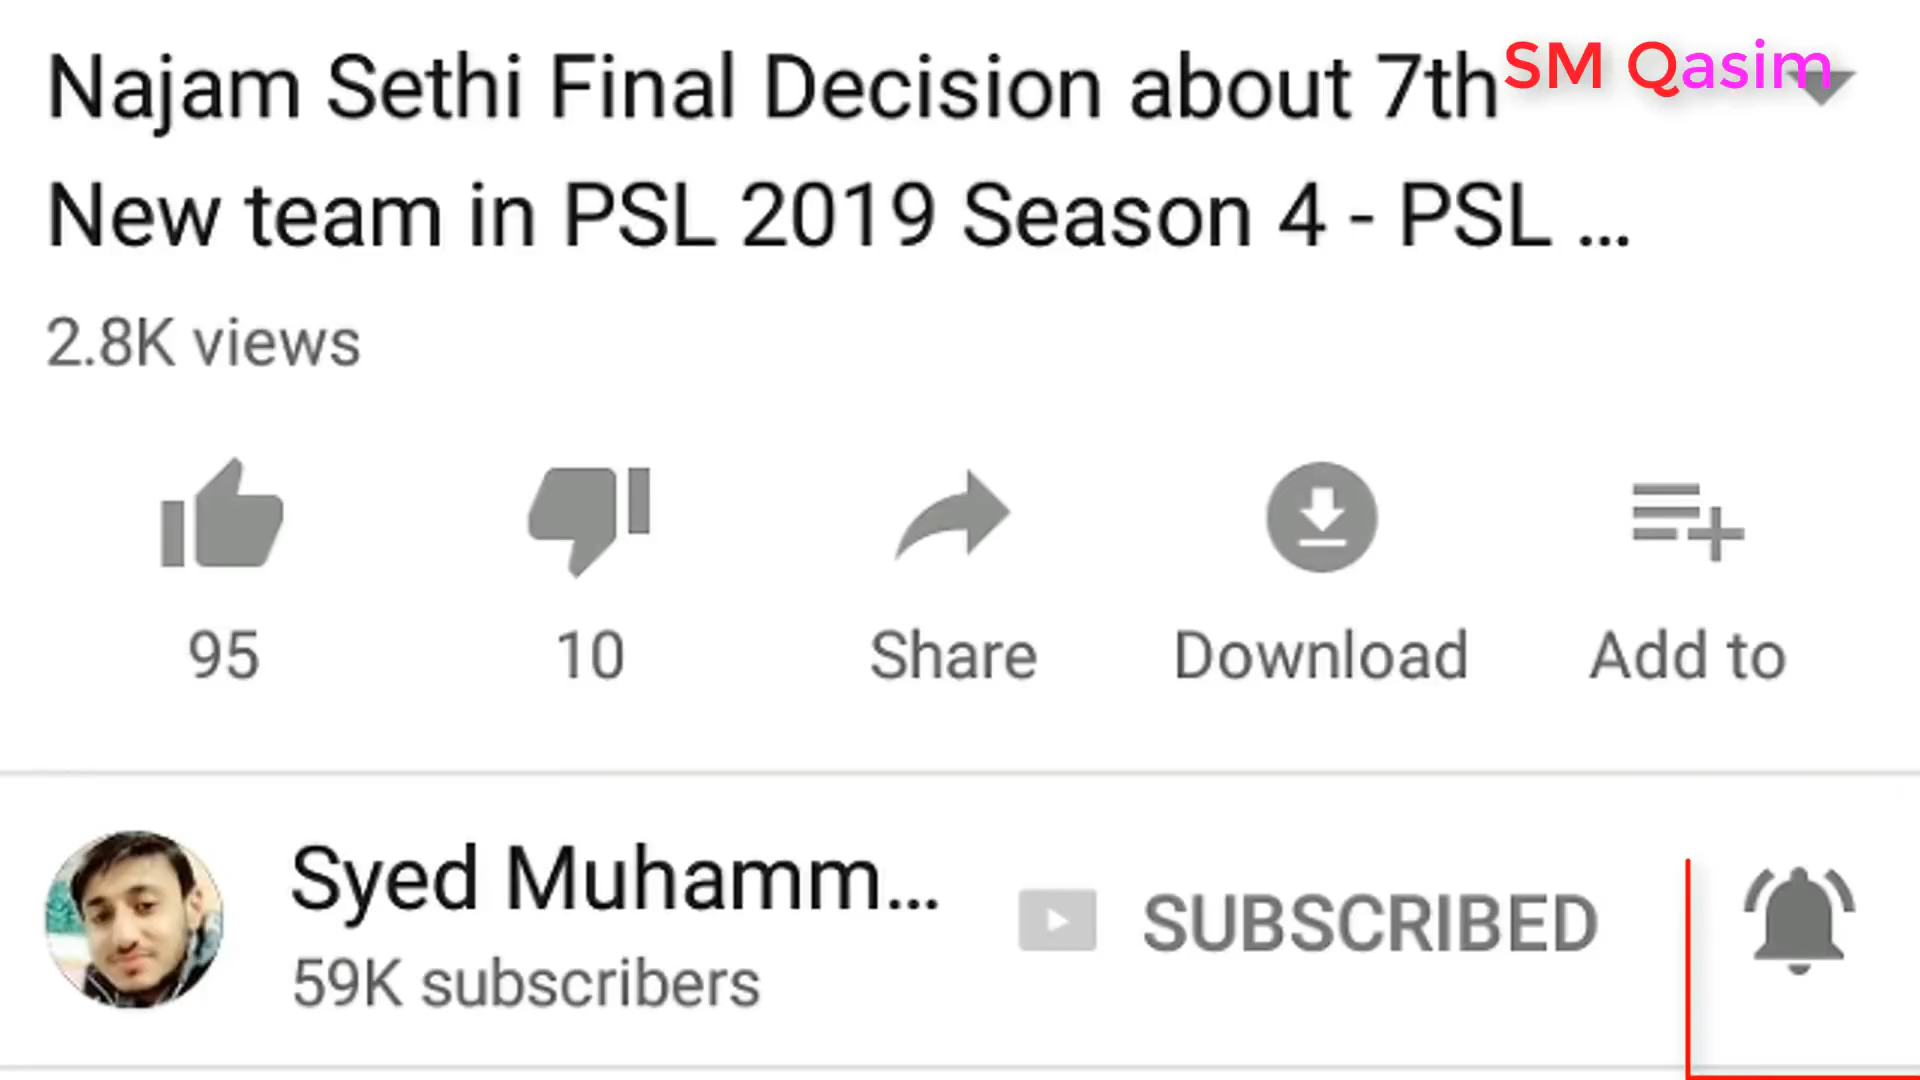 Najam Sethi Final Decision about 7th
SM Qasim
New team in PSL 2019 Season 4 - PSL ...
2.8K views
95
10
Share
Download
Add to
Syed Muhamm...
SUBSCRIBED
59K subscribers